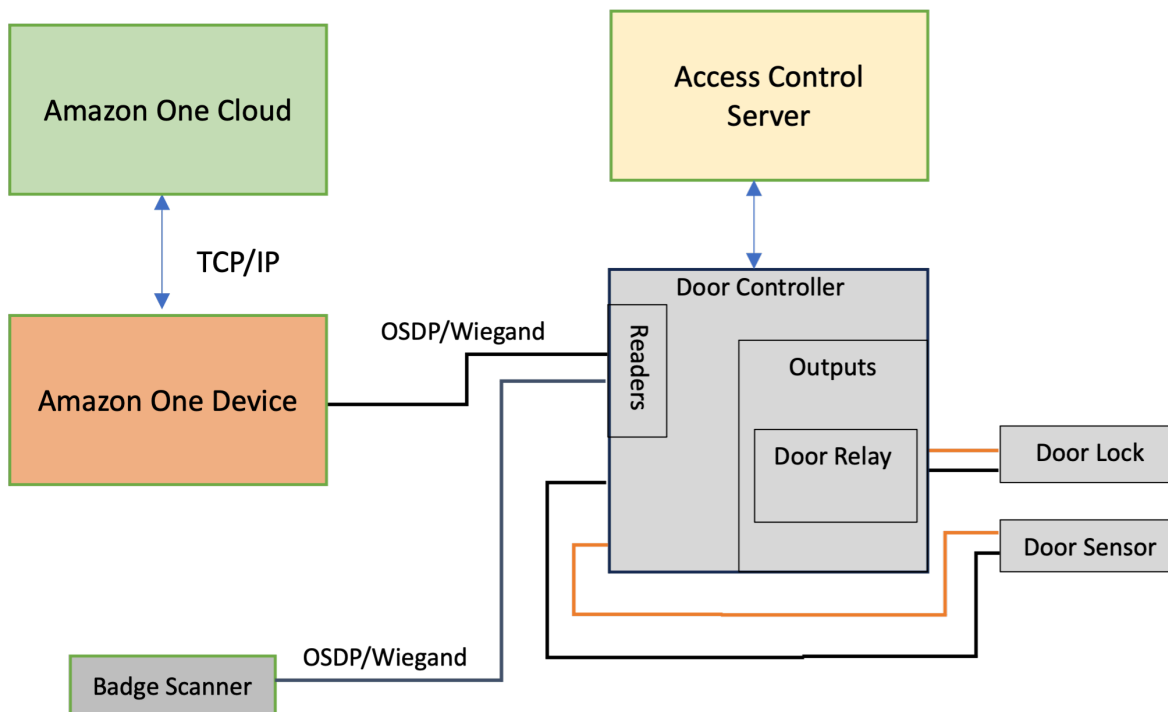 Amazon One Cloud
Access Control
Server
TCP/IP
Door Controller
OSDP/Wiegand
Readers
Outputs
Amazon One Device
Door Relay
Door Lock
Door Sensor
OSDP/Wiegand
Badge Scanner